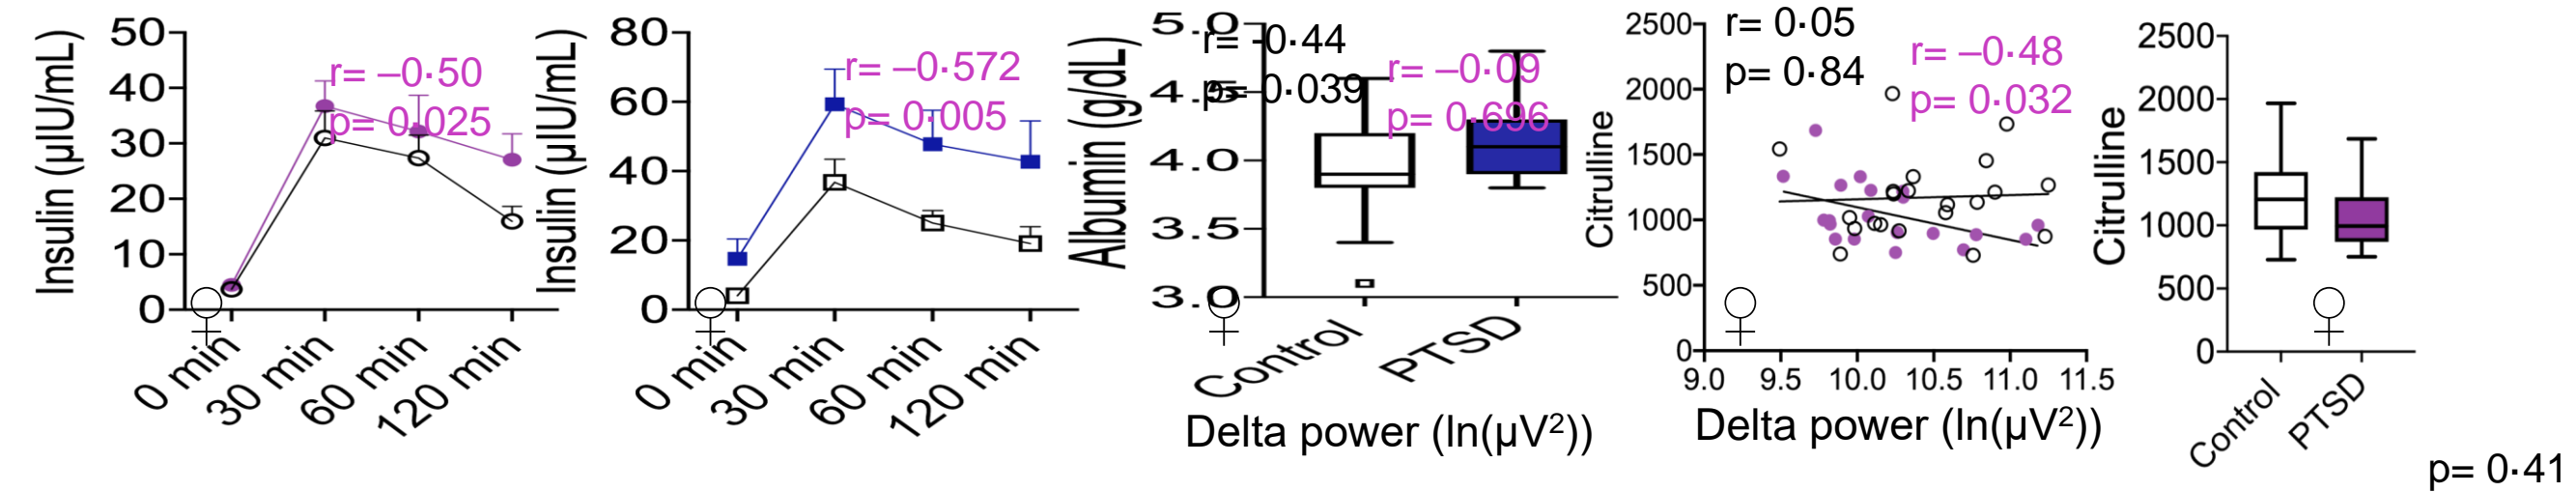 Insulin (µIU/mL)
50
40
30
20
10
0
r= –0·50
p= 0·025
0 min
30 min
60 min
120 min
Insulin (µIU/mL)
80
60
40
20
0
r= –0·572
p= 0·005
0 min
30 min
60 min
120 min
Albumin (g/dL)
5.0
4.5
4.0
3.5
3.0
r= -0·44
p= 0·039
r= –0·09
p= 0·696
Control
PTSD
Delta power (ln(µV²))
Citrulline
2500
2000
1500
1000
500
0
r= 0·05
p= 0·84
r= –0·48
p= 0·032
9.0 9.5 10.0 10.5 11.0 11.5
Delta power (ln(µV²))
Citrulline
2500
2000
1500
1000
500
0
Control
PTSD
p= 0·41